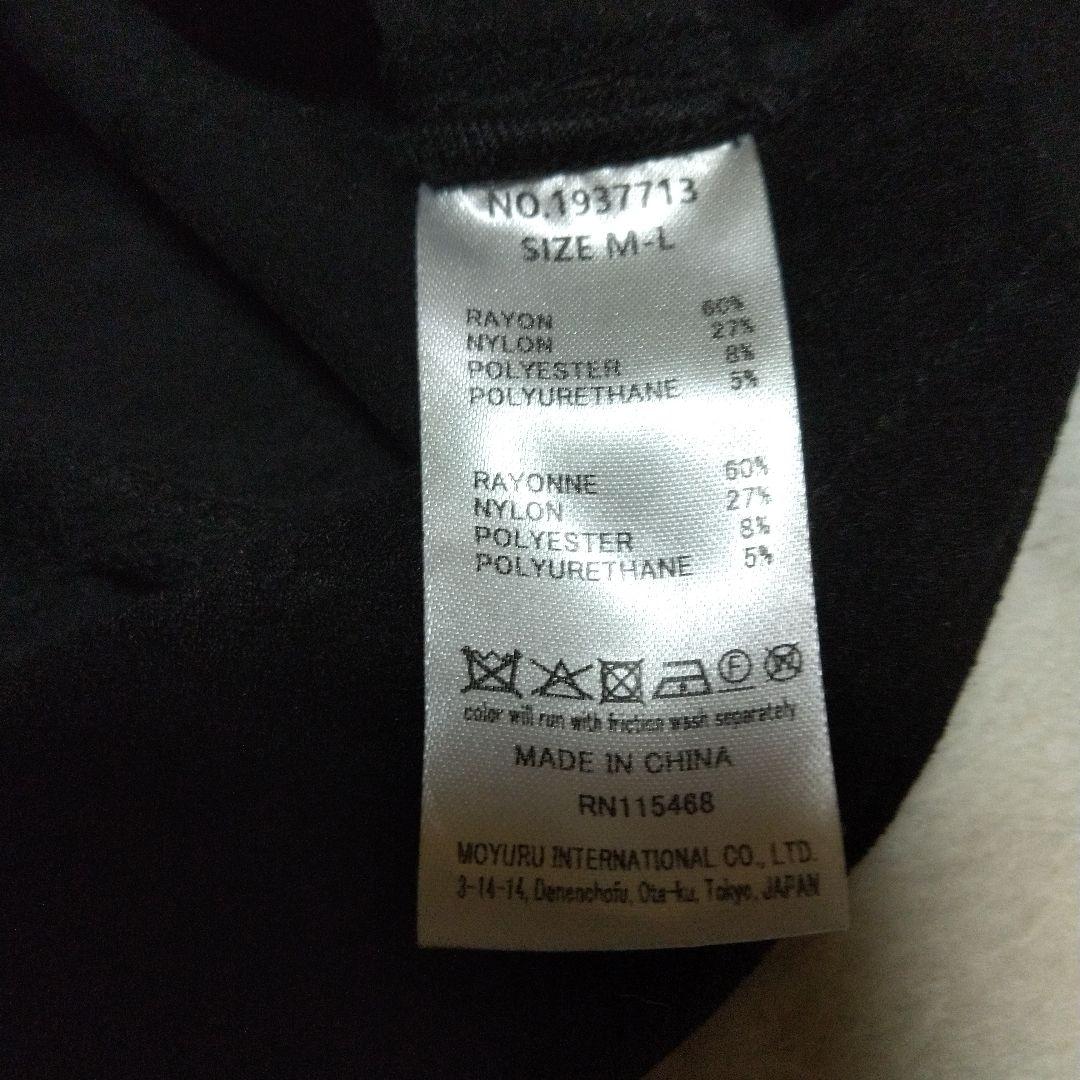 NO.1937713
SIZE M-L
RAYON 60%
NYLON 27%
POLYESTER 8%
POLYURETHANE 5%
RAYONNE 60%
NYLON 27%
POLYESTER 8%
POLYURETHANE 5%
F W
color will run with friction wash separately
MADE IN CHINA
RN115468
MOYURU INTERNATIONAL CO., LTD.
3-14-14, Denenchofu, Ota-ku, Tokyo, JAPAN